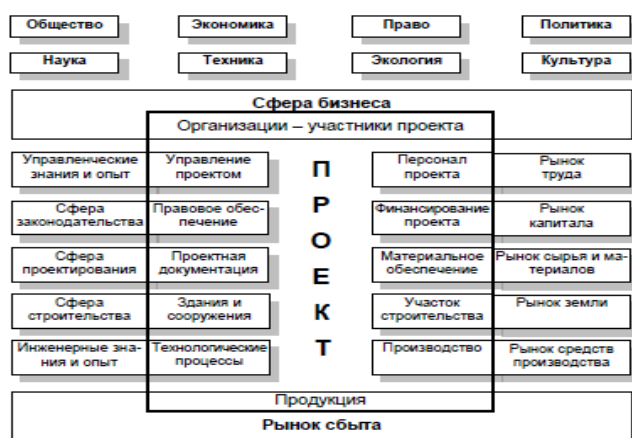 Общество Экономика Право Политика
Наука Техника Экология Культура
Сфера бизнеса
Организации – участники проекта
Управленческие знания и опыт
Управление проектом
Персонал проекта
Рынок труда
Сфера законодательства
Правовое обес-
печение
Финансирование проекта
Рынок капитала
Сфера проектирования
Проектная документация
Материальное обеспечение
Рынок сырья и ма-
териалов
Сфера строительства
Здания и сооружения
Участок строительства
Рынок земли
Инженерные зна-
ния и опыт
Технологические процессы
Производство
Рынок средств производства
П
Р
О
Е
К
Т
Продукция
Рынок сбыта